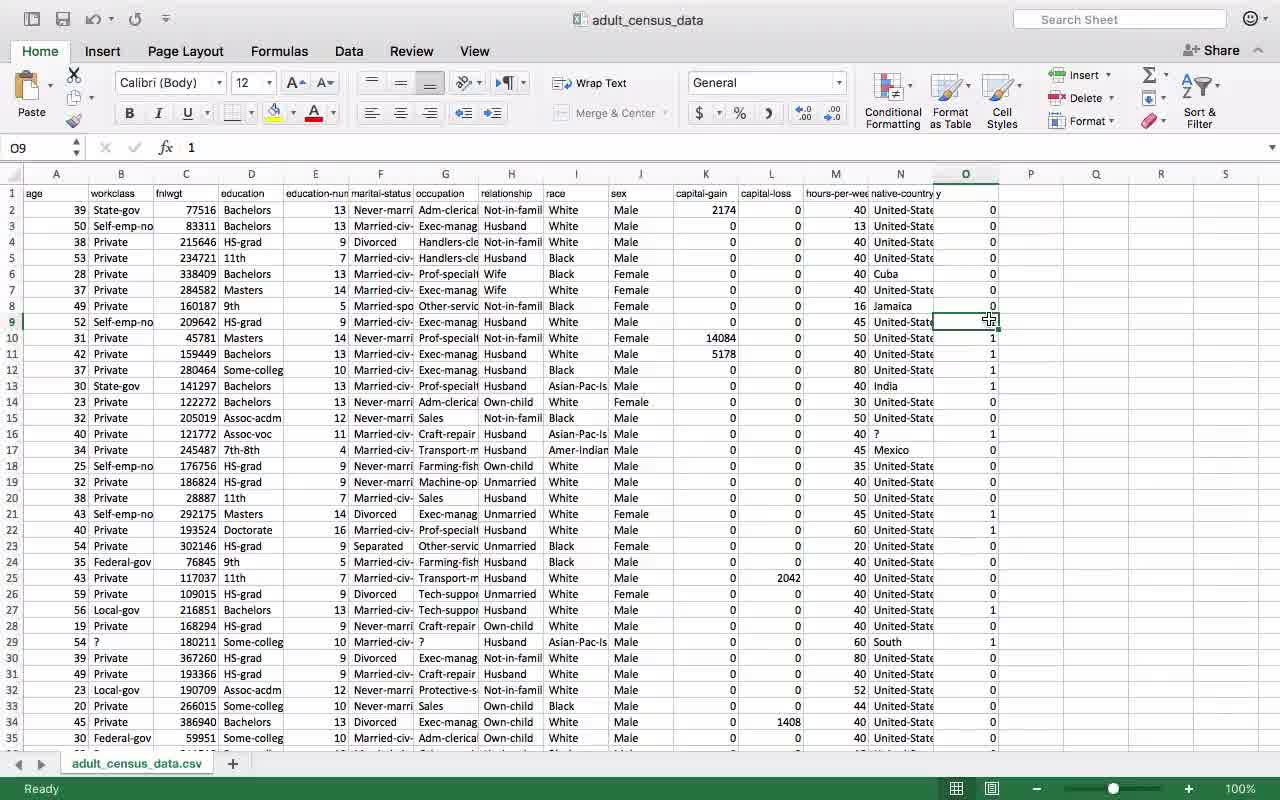 adult_census_data
Search Sheet
Home Insert Page Layout Formulas Data Review View
Share
Paste
Calibri (Body) 12 A A Wrap Text General
B I U A Merge & Center $ % Conditional Formatting Format as Table Cell Styles Insert Delete Format Sort & Filter
O9 fx 1
A B C D E F G H I J K L M N O P Q R S
1 age workclass fnlwgt education education-num marital-status occupation relationship race sex capital-gain capital-loss hours-per-wee native-country y
2 39 State-gov 77516 Bachelors 13 Never-marri Adm-clerical Not-in-famil White Male 2174 0 40 United-State 0
3 50 Self-emp-no 83311 Bachelors 13 Married-civ- Exec-manag Husband White Male 0 0 13 United-State 0
4 38 Private 215646 HS-grad 9 Divorced Handlers-cle Not-in-famil White Male 0 0 40 United-State 0
5 53 Private 234721 11th 7 Married-civ- Handlers-cle Husband Black Male 0 0 40 United-State 0
6 28 Private 338409 Bachelors 13 Married-civ- Prof-specialt Wife Black Female 0 0 40 Cuba 0
7 37 Private 284582 Masters 14 Married-civ- Exec-manag Wife White Female 0 0 40 United-State 0
8 49 Private 160187 9th 5 Married-spo Other-servic Not-in-famil Black Female 0 0 16 Jamaica 0
9 52 Self-emp-no 209642 HS-grad 9 Married-civ- Exec-manag Husband White Male 0 0 45 United-State
10 31 Private 45781 Masters 14 Never-marri Prof-specialt Not-in-famil White Female 14084 0 50 United-State 1
11 42 Private 159449 Bachelors 13 Married-civ- Exec-manag Husband White Male 5178 0 40 United-State 1
12 37 Private 280464 Some-colleg 10 Married-civ- Exec-manag Husband Black Male 0 0 80 United-State 1
13 30 State-gov 141297 Bachelors 13 Married-civ- Prof-specialt Husband Asian-Pac-Is Male 0 0 40 India 1
14 23 Private 122272 Bachelors 13 Never-marri Adm-clerical Own-child White Female 0 0 30 United-State 0
15 32 Private 205019 Assoc-acdm 12 Never-marri Sales Not-in-famil Black Male 0 0 50 United-State 0
16 40 Private 121772 Assoc-voc 11 Married-civ- Craft-repair Husband Asian-Pac-Is Male 0 0 40 ? 1
17 34 Private 245487 7th-8th 4 Married-civ- Transport-m Husband Amer-Indian Male 0 0 45 Mexico 0
18 25 Self-emp-no 176756 HS-grad 9 Never-marri Farming-fish Own-child White Male 0 0 35 United-State 0
19 32 Private 186824 HS-grad 9 Never-marri Machine-op Unmarried White Male 0 0 40 United-State 0
20 38 Private 28887 11th 7 Married-civ- Sales Husband White Male 0 0 50 United-State 0
21 43 Self-emp-no 292175 Masters 14 Divorced Exec-manag Unmarried White Female 0 0 45 United-State 1
22 40 Private 193524 Doctorate 16 Married-civ- Prof-specialt Husband White Male 0 0 60 United-State 1
23 54 Private 302146 HS-grad 9 Separated Other-servic Unmarried Black Female 0 0 20 United-State 0
24 35 Federal-gov 76845 9th 5 Married-civ- Farming-fish Husband Black Male 0 0 40 United-State 0
25 43 Private 117037 11th 7 Married-civ- Transport-m Husband White Male 0 2042 40 United-State 0
26 59 Private 109015 HS-grad 9 Divorced Tech-suppor Unmarried White Female 0 0 40 United-State 0
27 56 Local-gov 216851 Bachelors 13 Married-civ- Tech-suppor Husband White Male 0 0 40 United-State 1
28 19 Private 168294 HS-grad 9 Never-marri Craft-repair Own-child White Male 0 0 40 United-State 0
29 54 ? 180211 Some-colleg 10 Married-civ- ? Husband Asian-Pac-Is Male 0 0 60 South 1
30 39 Private 367260 HS-grad 9 Divorced Exec-manag Not-in-famil White Male 0 0 80 United-State 0
31 49 Private 193366 HS-grad 9 Married-civ- Craft-repair Husband White Male 0 0 40 United-State 0
32 23 Local-gov 190709 Assoc-acdm 12 Never-marri Protective-s Not-in-famil White Male 0 0 52 United-State 0
33 20 Private 266015 Some-colleg 10 Never-marri Sales Own-child Black Male 0 0 44 United-State 0
34 45 Private 386940 Bachelors 13 Divorced Exec-manag Own-child White Male 0 1408 40 United-State 0
35 30 Federal-gov 59951 Some-colleg 10 Married-civ- Adm-clerical Own-child White Male 0 0 40 United-State 0
adult_census_data.csv
Ready 100%